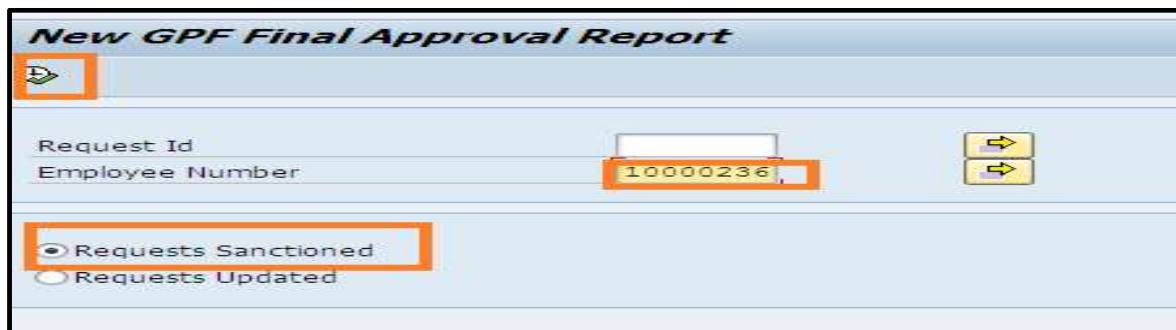 New GPF Final Approval Report
Request Id
Employee Number 10000236
Requests Sanctioned
Requests Updated